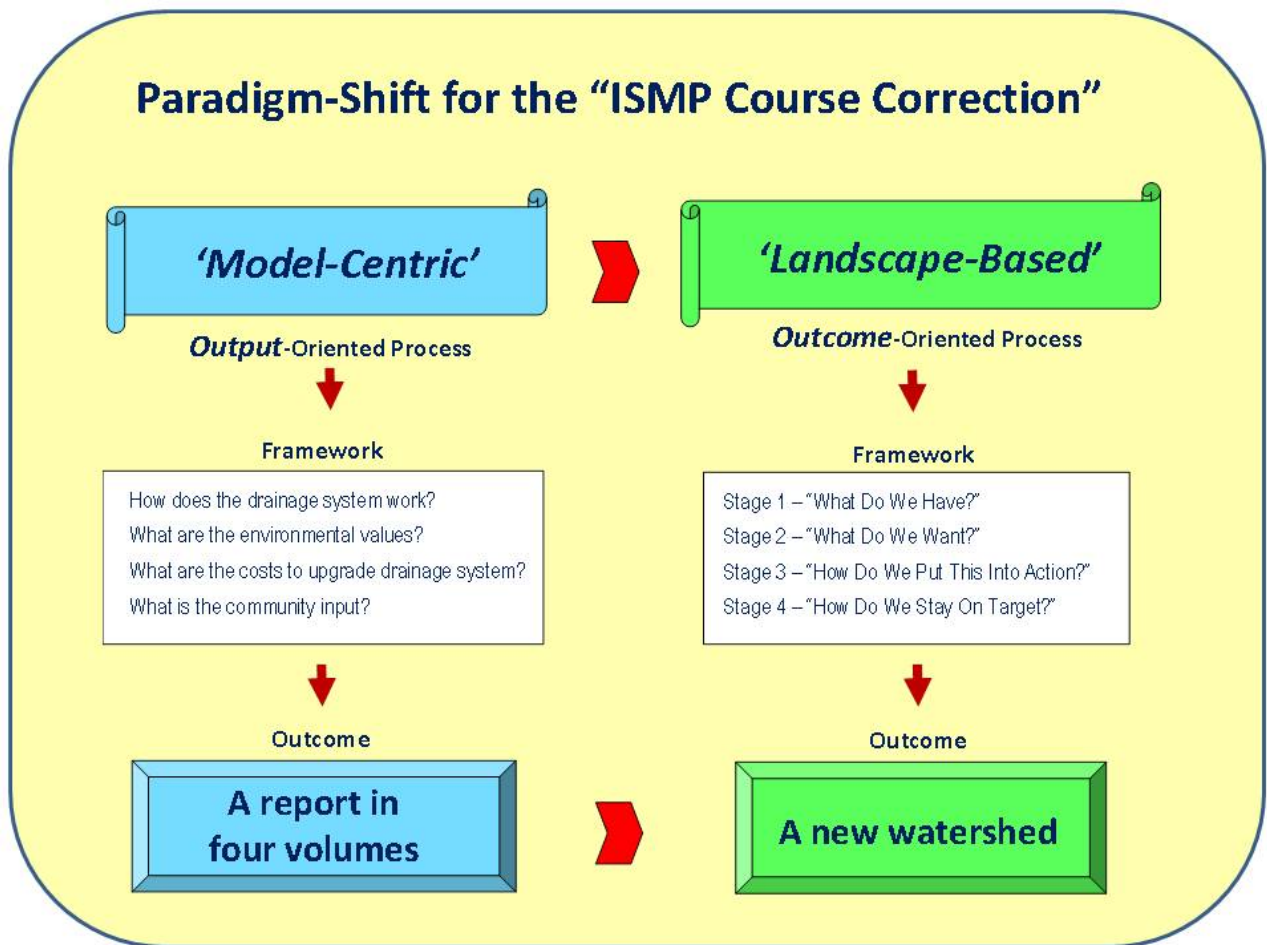 Paradigm-Shift for the “ISMP Course Correction”
‘Model-Centric’
Output-Oriented Process
Framework
How does the drainage system work?
What are the environmental values?
What are the costs to upgrade drainage system?
What is the community input?
Outcome
A report in
four volumes
‘Landscape-Based’
Outcome-Oriented Process
Framework
Stage 1 – “What Do We Have?”
Stage 2 – “What Do We Want?”
Stage 3 – “How Do We Put This Into Action?”
Stage 4 – “How Do We Stay On Target?”
Outcome
A new watershed